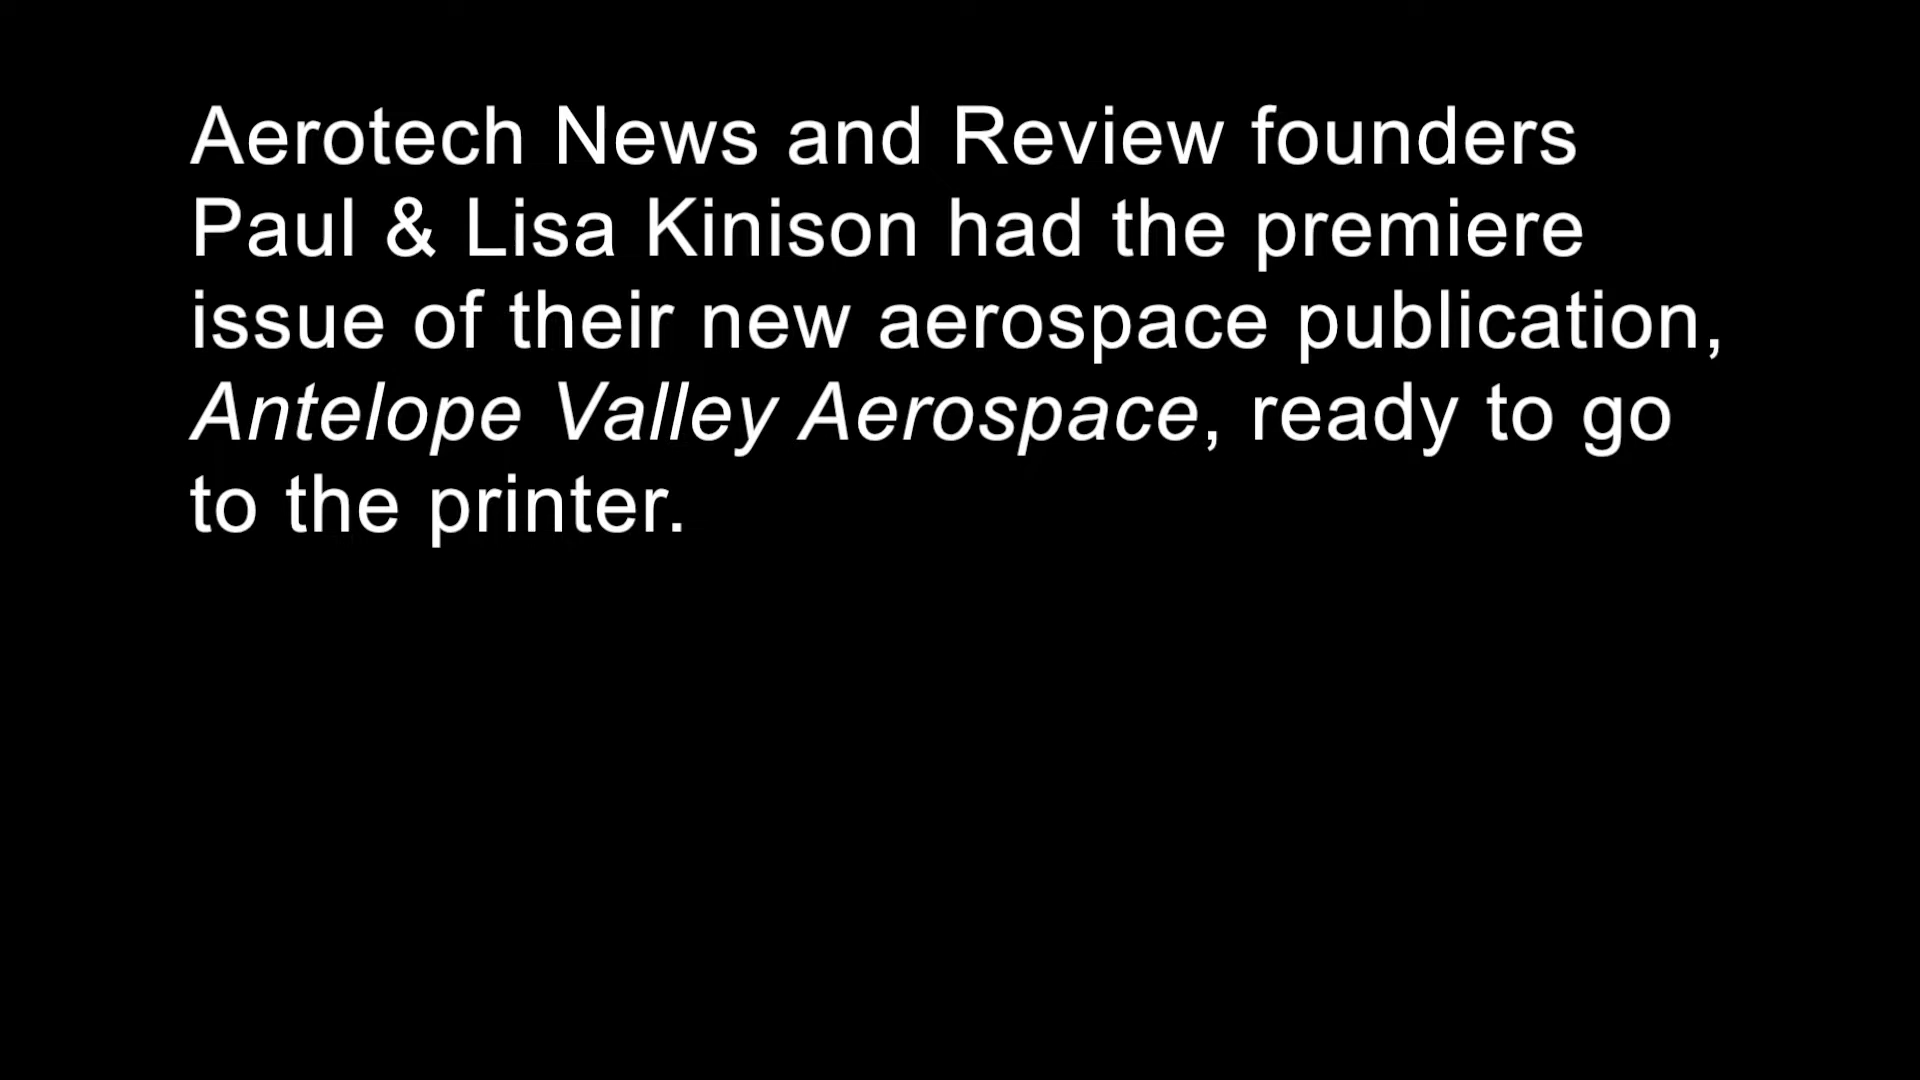 Aerotech News and Review founders
Paul & Lisa Kinison had the premiere
issue of their new aerospace publication,
Antelope Valley Aerospace, ready to go
to the printer.